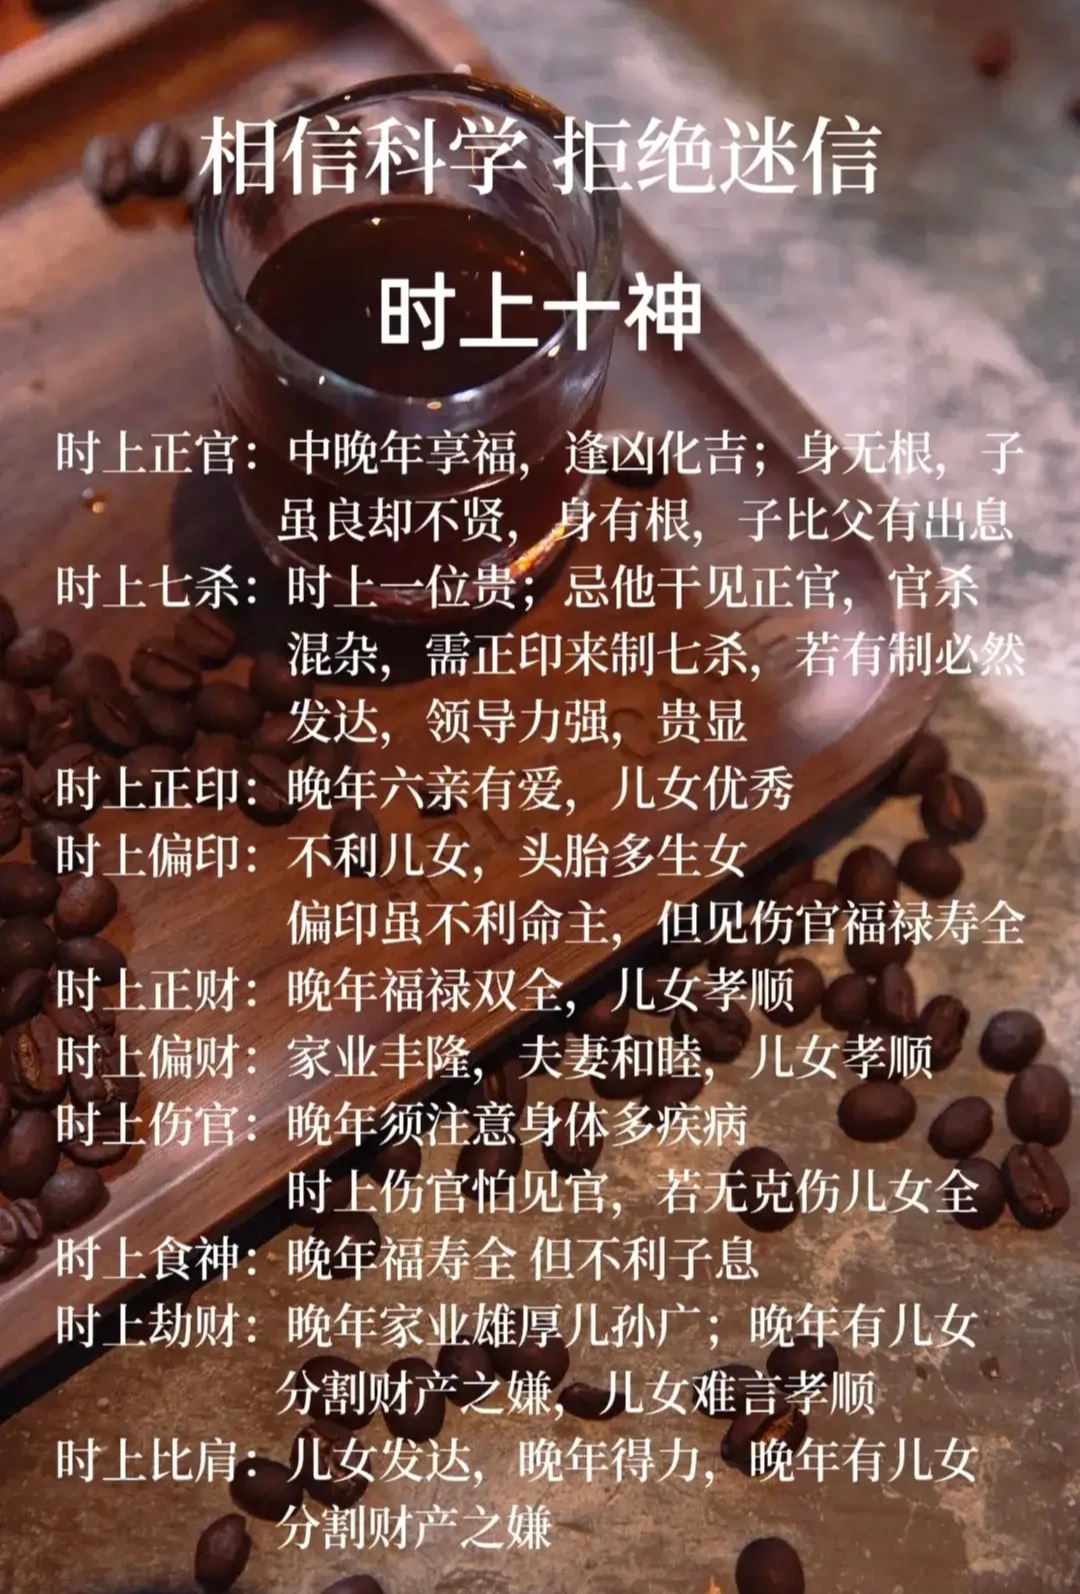 相信科学 拒绝迷信
时上十神
时上正官：中晚年享福，逢凶化吉；身无根，子
虽良却不贤，身有根，子比父有出息
时上七杀：时上一位贵；忌他干见正官，官杀
混杂，需正印来制七杀，若有制必然
发达，领导力强，贵显
时上正印：晚年六亲有爱，儿女优秀
时上偏印：不利儿女，头胎多生女
偏印虽不利命主，但见伤官福禄寿全
时上正财：晚年福禄双全，儿女孝顺
时上偏财：家业丰隆，夫妻和睦，儿女孝顺
时上伤官：晚年须注意身体多疾病
时上伤官怕见官，若无克伤儿女全
时上食神：晚年福寿全 但不利子息
时上劫财：晚年家业雄厚儿孙广；晚年有儿女
分割财产之嫌，儿女难言孝顺
时上比肩：儿女发达，晚年得力，晚年有儿女
分割财产之嫌